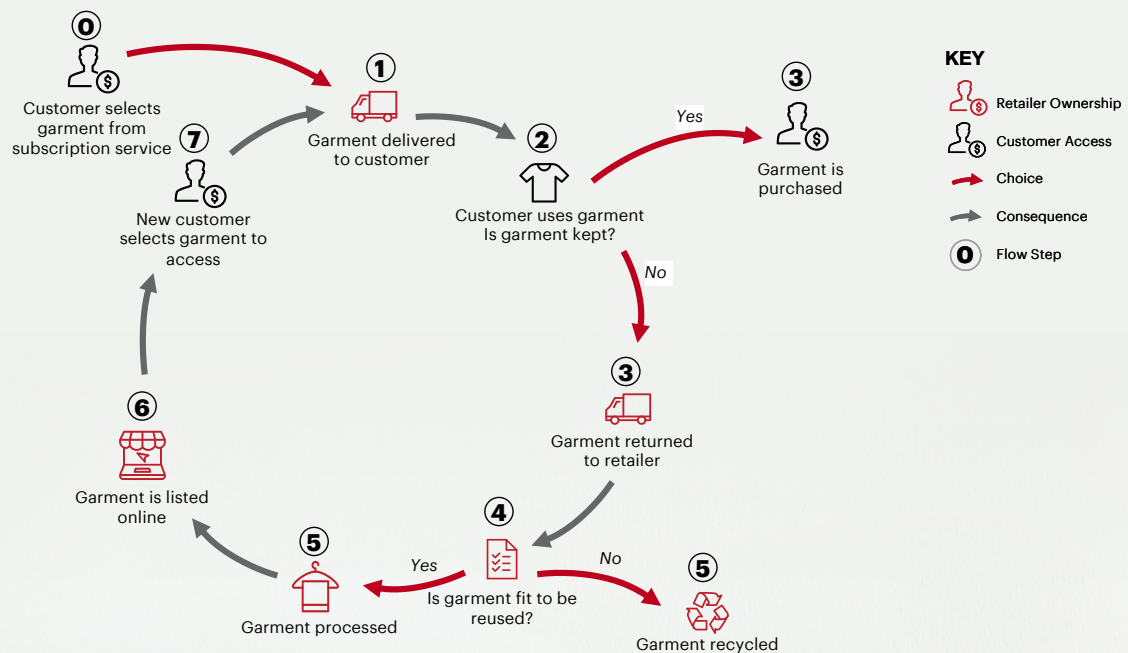 0
Customer selects
garment from
subscription service
1
Garment delivered
to customer
2
Customer uses garment
Is garment kept?
Yes
3
Garment is
purchased
No
3
Garment returned
to retailer
4
Is garment fit to be
reused?
Yes
5
Garment processed
No
5
Garment recycled
6
Garment is listed
online
7
New customer
selects garment to
access
KEY
Retailer Ownership
Customer Access
Choice
Consequence
0
Flow Step
$
$
$
$
$